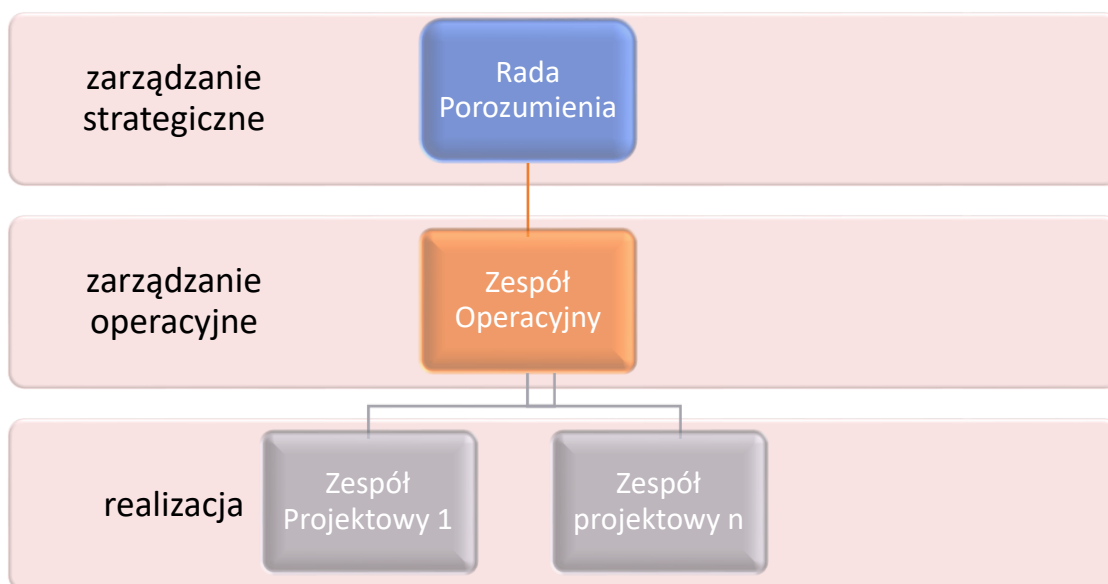 zarządzanie
strategiczne
Rada
Porozumienia
zarządzanie
operacyjne
Zespół
Operacyjny
realizacja
Zespół
Projektowy 1
Zespół
projektowy n